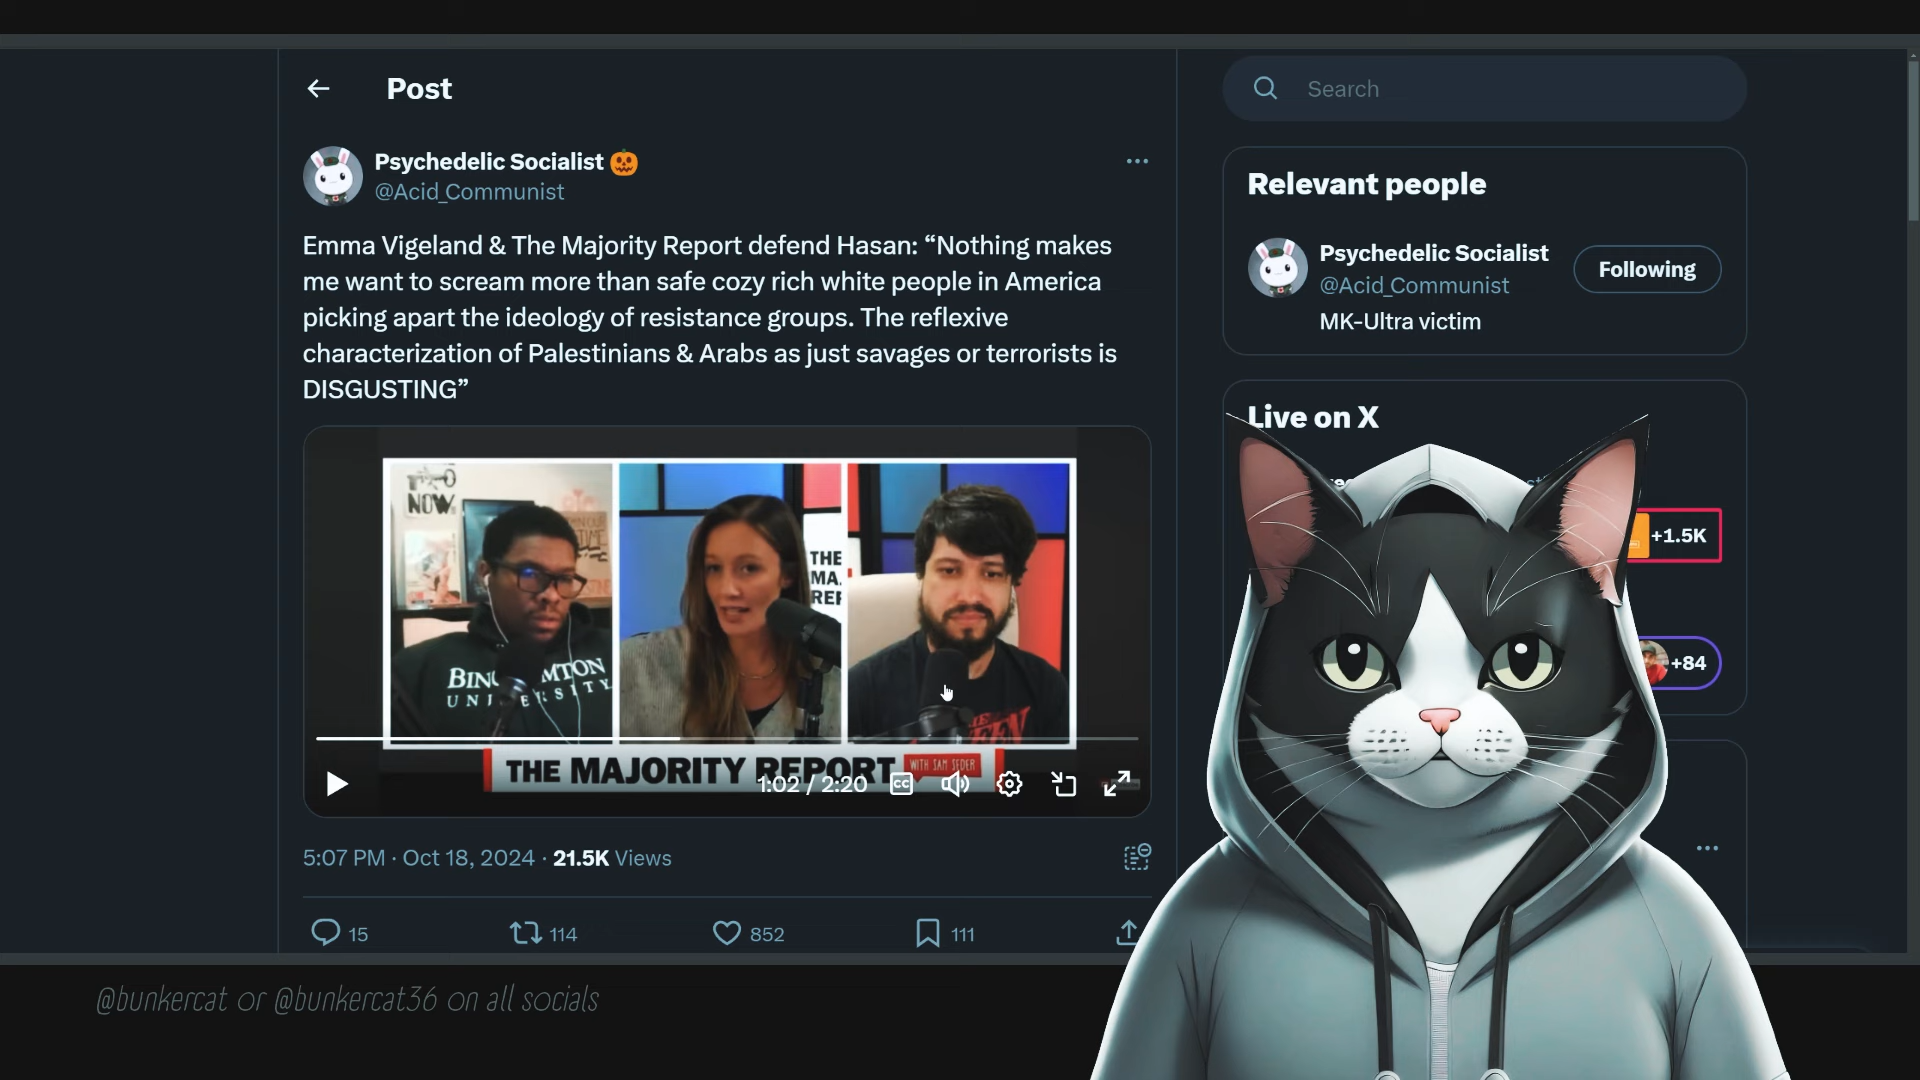 Post
Search
Psychedelic Socialist
@Acid_Communist
Emma Vigeland & The Majority Report defend Hasan: “Nothing makes
me want to scream more than safe cozy rich white people in America
picking apart the ideology of resistance groups. The reflexive
characterization of Palestinians & Arabs as just savages or terrorists is
DISGUSTING”
NOW.
THE
MA.
REP
UNIVERSITY
THE MAJORITY REPORT
WITH SAM SEDER
1:02 / 2:20
CC
5:07 PM · Oct 18, 2024 · 21.5K Views
15
114
852
111
Relevant people
Psychedelic Socialist
@Acid_Communist
Following
MK-Ultra victim
Live on X
+1.5K
+84
@bunkercat or @bunkercat36 on all socials